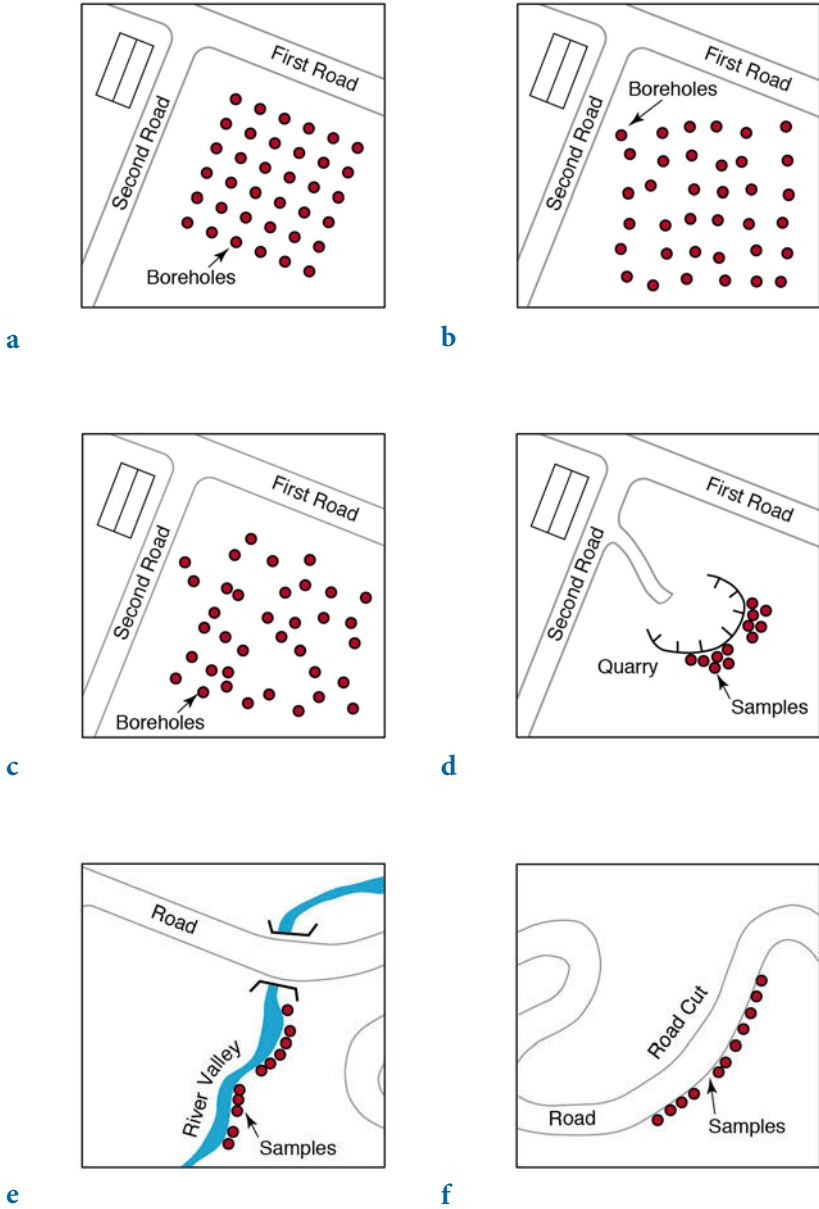 First Road
Second Road
Boreholes
a
First Road
Boreholes
Second Road
b
First Road
Second Road
Boreholes
c
First Road
Second Road
Quarry
Samples
d
Road
River Valley
Samples
e
Road Cut
Road
Samples
f